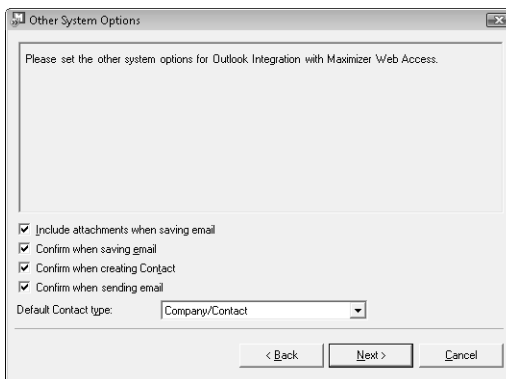 Other System Options
Please set the other system options for Outlook Integration with Maximizer Web Access.
Include attachments when saving email
Confirm when saving email
Confirm when creating Contact
Confirm when sending email
Default Contact type: Company/Contact
< Back Next > Cancel